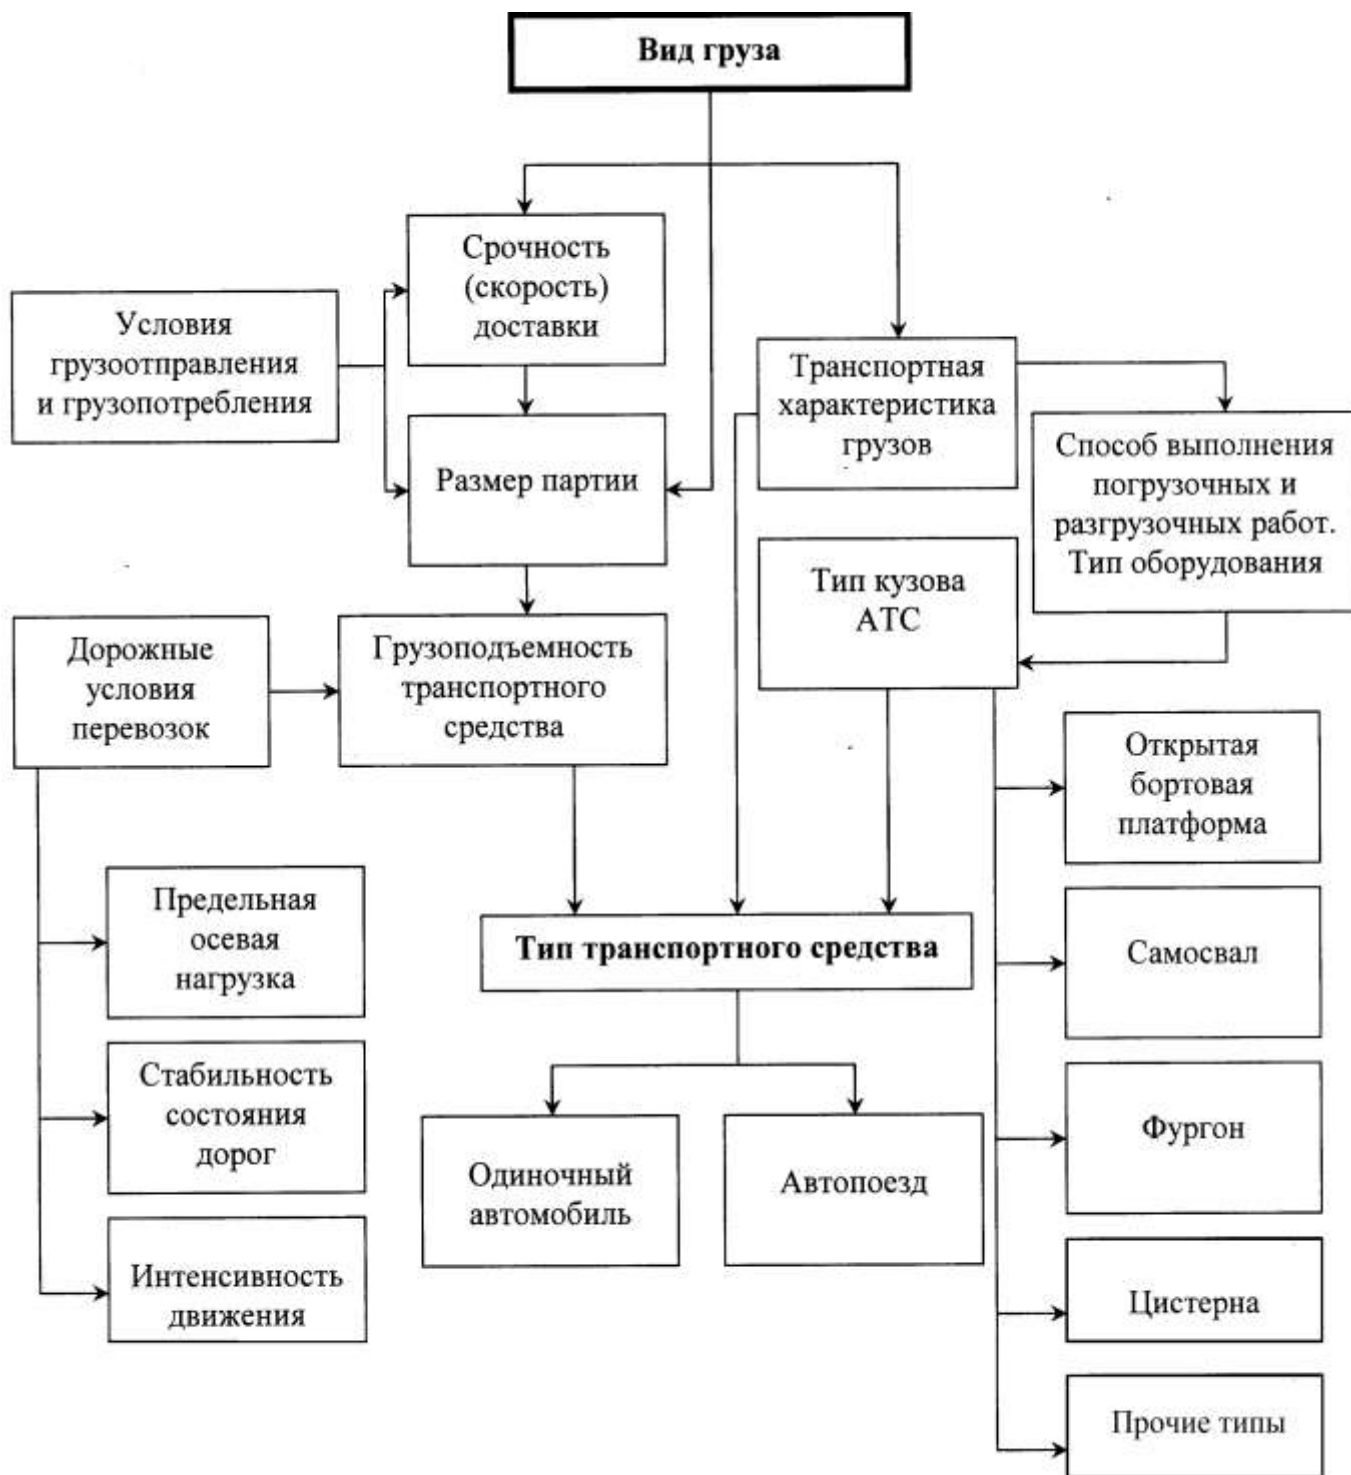 Вид груза
Срочность
(скорость)
доставки
Условия
грузоотправления
и грузопотребления
Транспортная
характеристика
грузов
Размер партии
Способ выполнения
погрузочных и
разгрузочных работ.
Тип оборудования
Тип кузова
АТС
Дорожные
условия
перевозок
Грузоподъемность
транспортного
средства
Открытая
бортовая
платформа
Предельная
осевая
нагрузка
Тип транспортного средства
Самосвал
Стабильность
состояния
дорог
Одиночный
автомобиль
Автопоезд
Фургон
Интенсивность
движения
Цистерна
Прочие типы